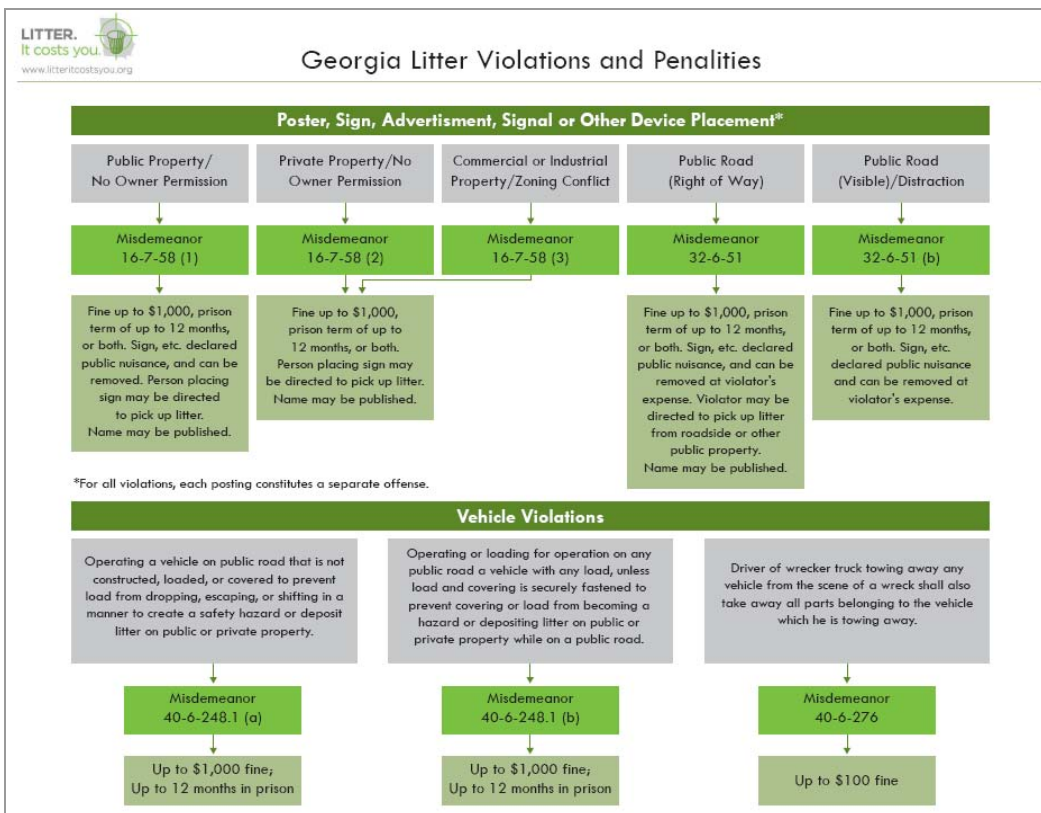 LITTER.
It costs you.
www.litteritcostsyou.org
Georgia Litter Violations and Penalities
Poster, Sign, Advertisment, Signal or Other Device Placement*
Public Property/
No Owner Permission
Private Property/No
Owner Permission
Commercial or Industrial
Property/Zoning Conflict
Public Road
(Right of Way)
Public Road
(Visible)/Distraction
Misdemeanor
16-7-58 (1)
Misdemeanor
16-7-58 (2)
Misdemeanor
16-7-58 (3)
Misdemeanor
32-6-51
Misdemeanor
32-6-51 (b)
Fine up to $1,000, prison
term of up to 12 months,
or both. Sign, etc. declared
public nuisance, and can be
removed. Person placing
sign may be directed
to pick up litter.
Name may be published.
Fine up to $1,000,
prison term of up to
12 months, or both.
Person placing sign may
be directed to pick up litter.
Name may be published.
Fine up to $1,000, prison
term of up to 12 months,
or both. Sign, etc. declared
public nuisance, and can be
removed at violator's
expense. Violator may be
directed to pick up litter
from roadside or other
public property.
Name may be published.
Fine up to $1,000, prison
term of up to 12 months,
or both. Sign, etc.
declared public nuisance
and can be removed at
violator's expense.
*For all violations, each posting constitutes a separate offense.
Vehicle Violations
Operating a vehicle on public road that is not
constructed, loaded, or covered to prevent
load from dropping, escaping, or shifting in a
manner to create a safety hazard or deposit
litter on public or private property.
Operating or loading for operation on any
public road a vehicle with any load, unless
load and covering is securely fastened to
prevent covering or load from becoming a
hazard or depositing litter on public or
private property while on a public road.
Driver of wrecker truck towing away any
vehicle from the scene of a wreck shall also
take away all parts belonging to the vehicle
which he is towing away.
Misdemeanor
40-6-248.1 (a)
Misdemeanor
40-6-248.1 (b)
Misdemeanor
40-6-276
Up to $1,000 fine;
Up to 12 months in prison
Up to $1,000 fine;
Up to 12 months in prison
Up to $100 fine